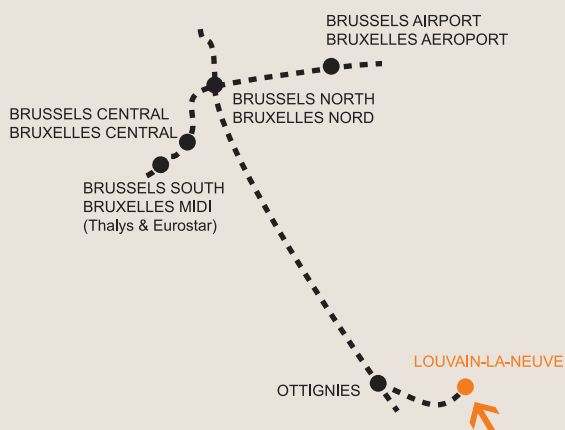 BRUSSELS AIRPORT
BRUXELLES AEROPORT
BRUSSELS NORTH
BRUXELLES NORD
BRUSSELS CENTRAL
BRUXELLES CENTRAL
BRUSSELS SOUTH
BRUXELLES MIDI
(Thalys & Eurostar)
LOUVAIN-LA-NEUVE
OTTIGNIES